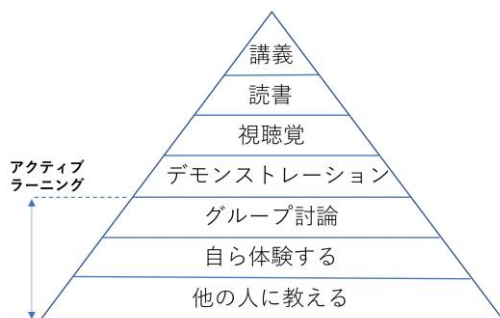 講義
読書
視聴覚
デモンストレーション
アクティブ
ラーニング
グループ討論
自ら体験する
他の人に教える